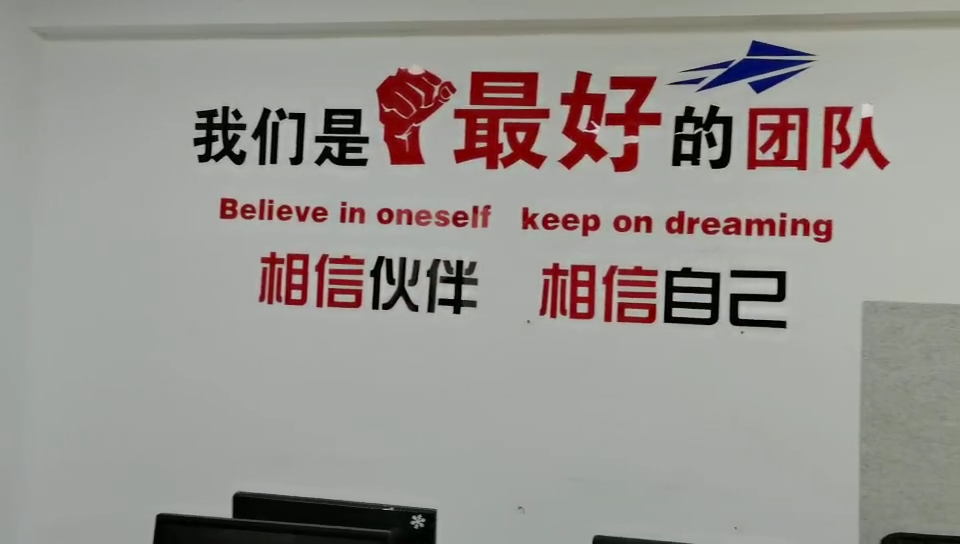 我们是最好的团队
Believe in oneself keep on dreaming
相信伙伴 相信自己